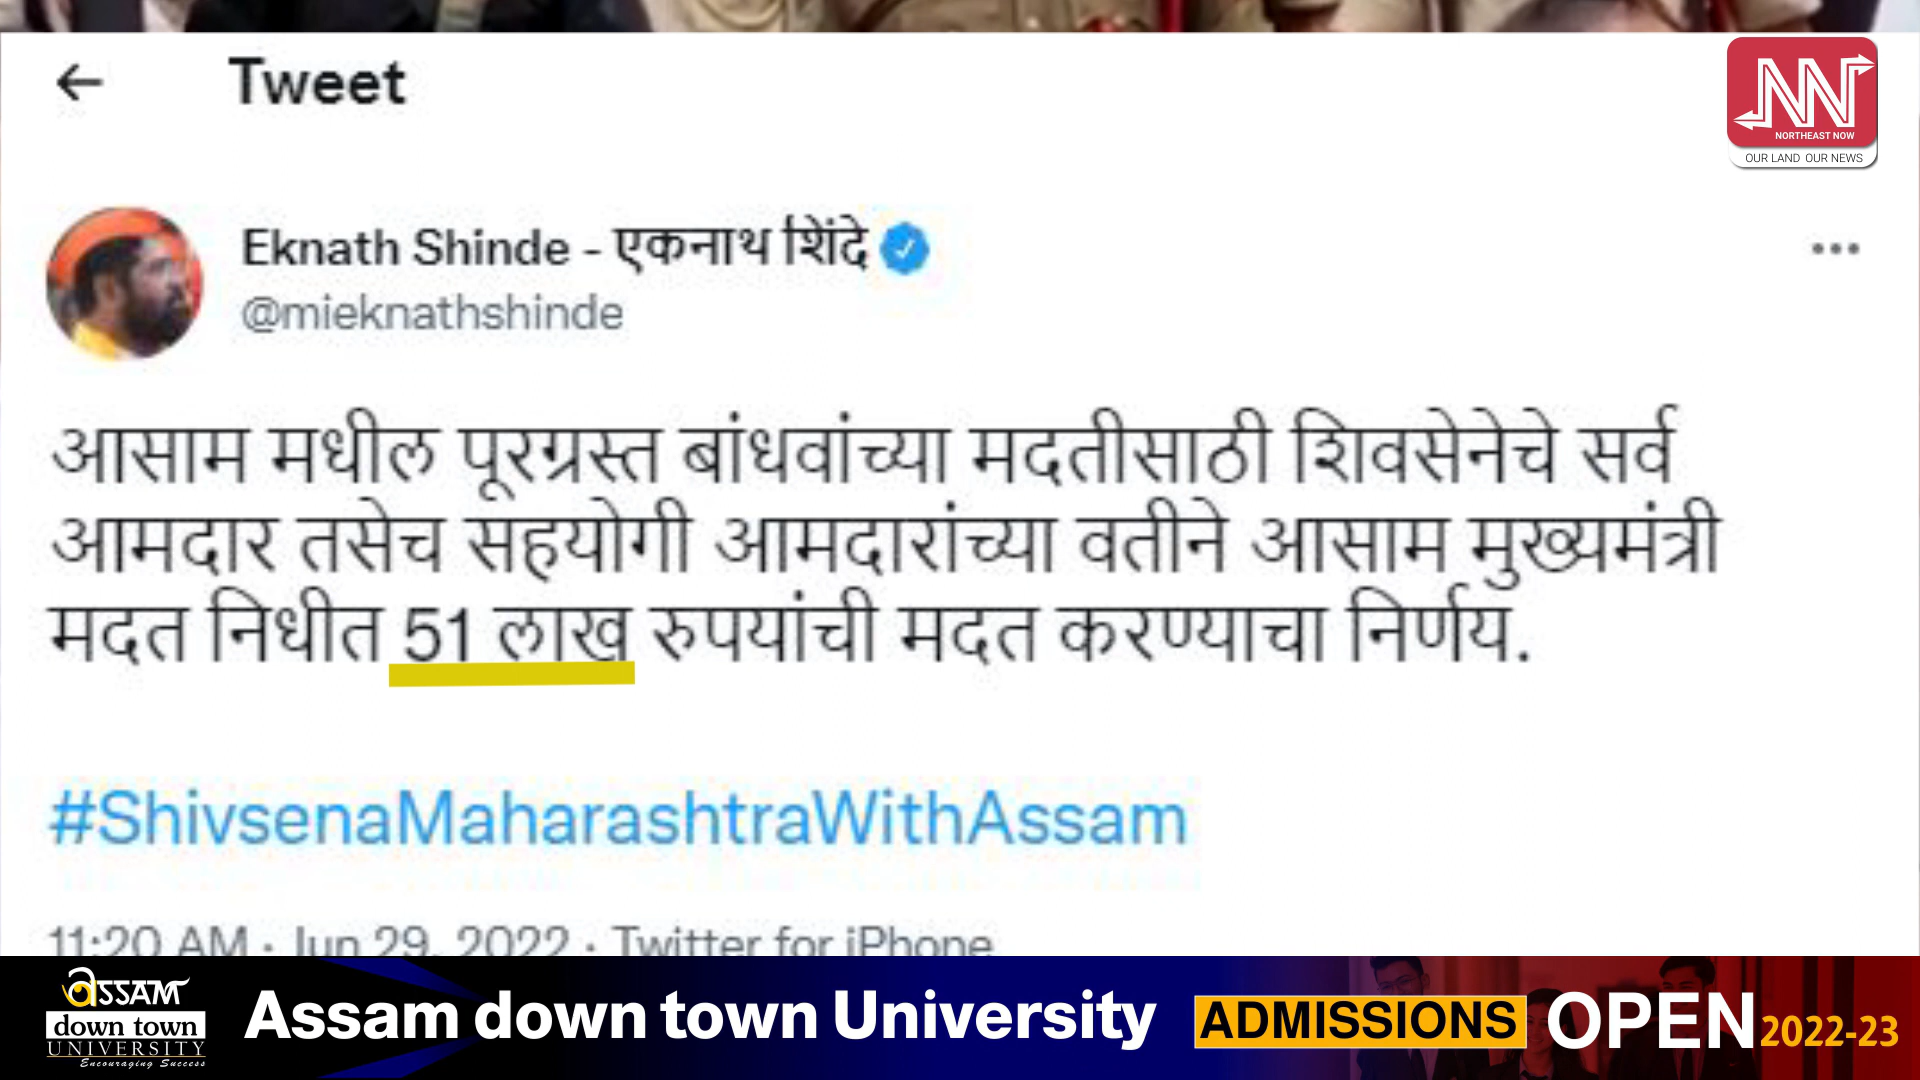 Tweet
NN
NORTHEAST NOW
OUR LAND OUR NEWS
Eknath Shinde - एकनाथ शिंदे
@mieknathshinde
आसाम मधील पूरग्रस्त बांधवांच्या मदतीसाठी शिवसेनेचे सर्व
आमदार तसेच सहयोगी आमदारांच्या वतीने आसाम मुख्यमंत्री
मदत निधीत 51 लाख रुपयांची मदत करण्याचा निर्णय.
#ShivsenaMaharashtraWithAssam
11:20 AM · Jun 29, 2022 · Twitter for iPhone
ASSAM
down town
UNIVERSITY
Encouraging Success
Assam down town University
ADMISSIONS
OPEN 2022-23